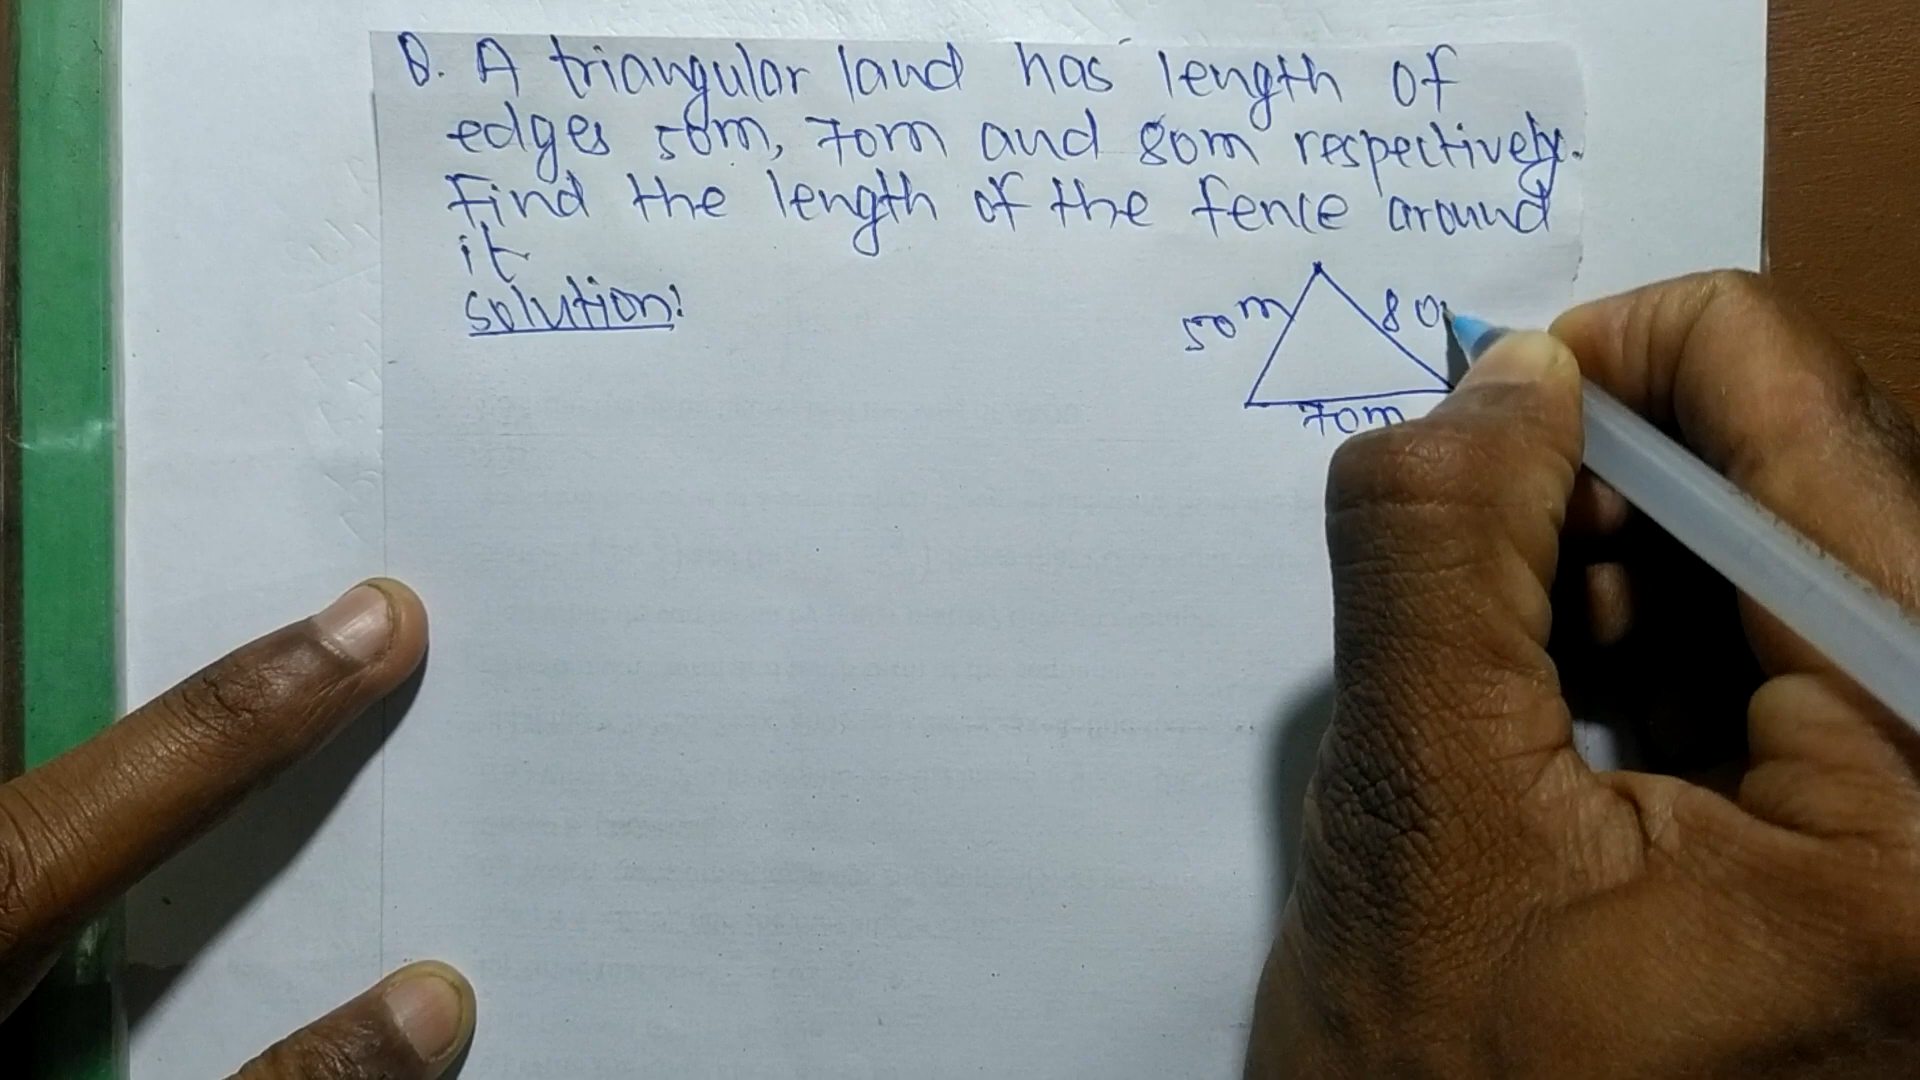 Q. A triangular land has length of
edges 50m, 70m and 80m respectively.
Find the length of the fence around
it
solution:
50m
80
70m